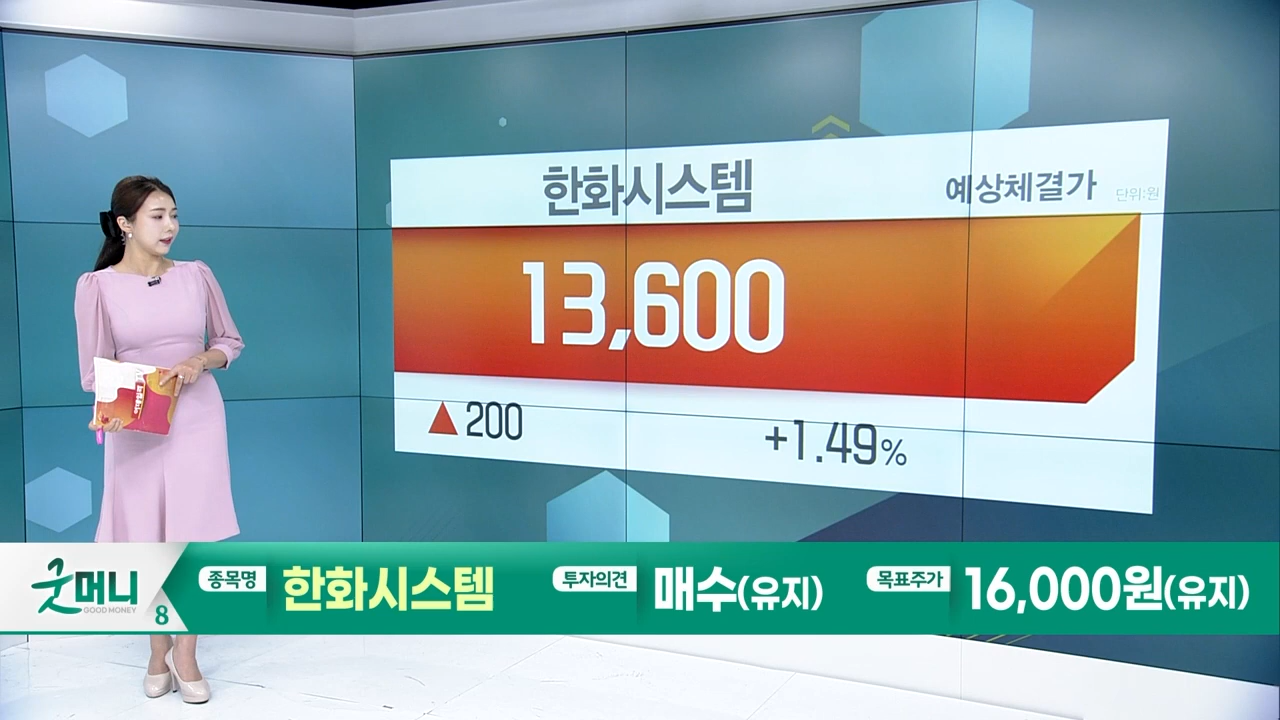 한화시스템
예상체결가 단위:원
13,600
▲200 +1.49%
굿머니
GOOD MONEY
8
종목명 한화시스템 투자의견 매수(유지) 목표주가 16,000원(유지)